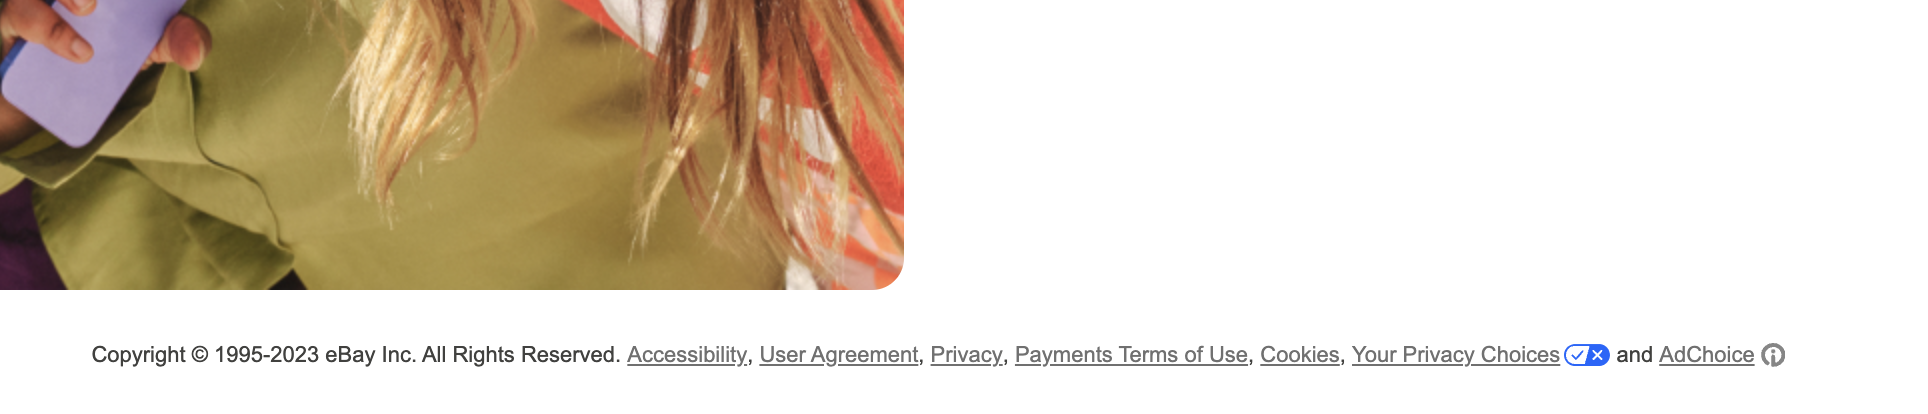 Copyright © 1995-2023 eBay Inc. All Rights Reserved. Accessibility, User Agreement, Privacy, Payments Terms of Use, Cookies, Your Privacy Choices and AdChoice